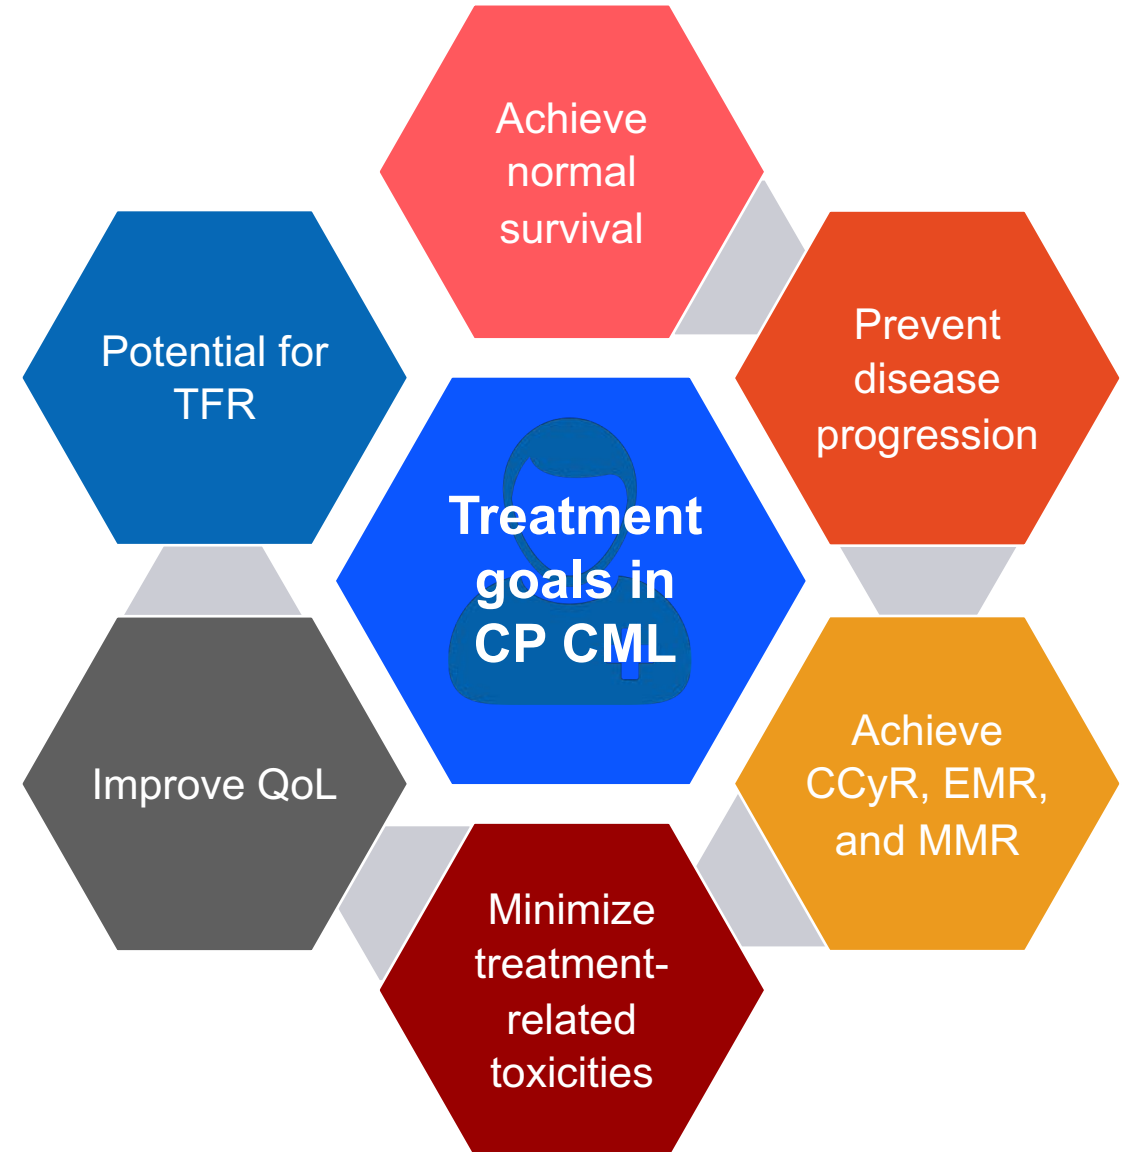 Achieve
normal
survival
Prevent
disease
progression
Potential for
TFR
Treatment
goals in
CP CML
Achieve
CCyR, EMR,
and MMR
Improve QoL
Minimize
treatment-
related
toxicities